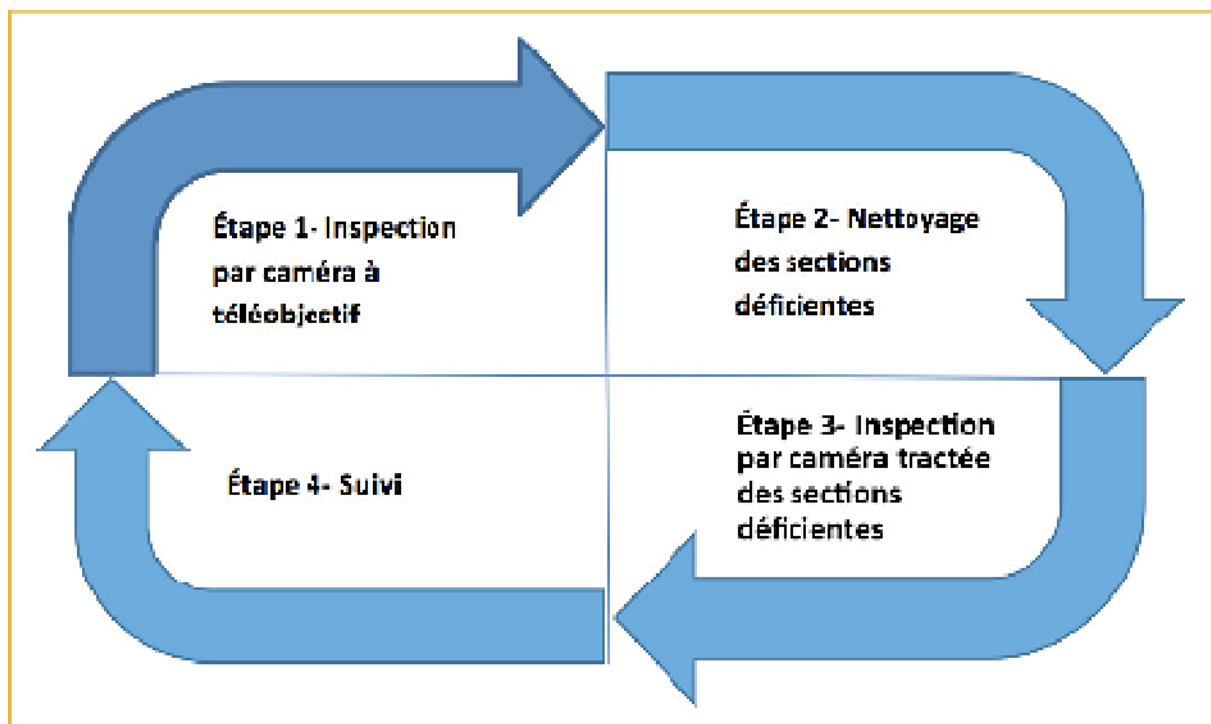 Étape 1- Inspection
par caméra à
téléobjectif
Étape 2- Nettoyage
des sections
déficientes
Étape 3- Inspection
par caméra tractée
des sections
déficientes
Étape 4- Suivi